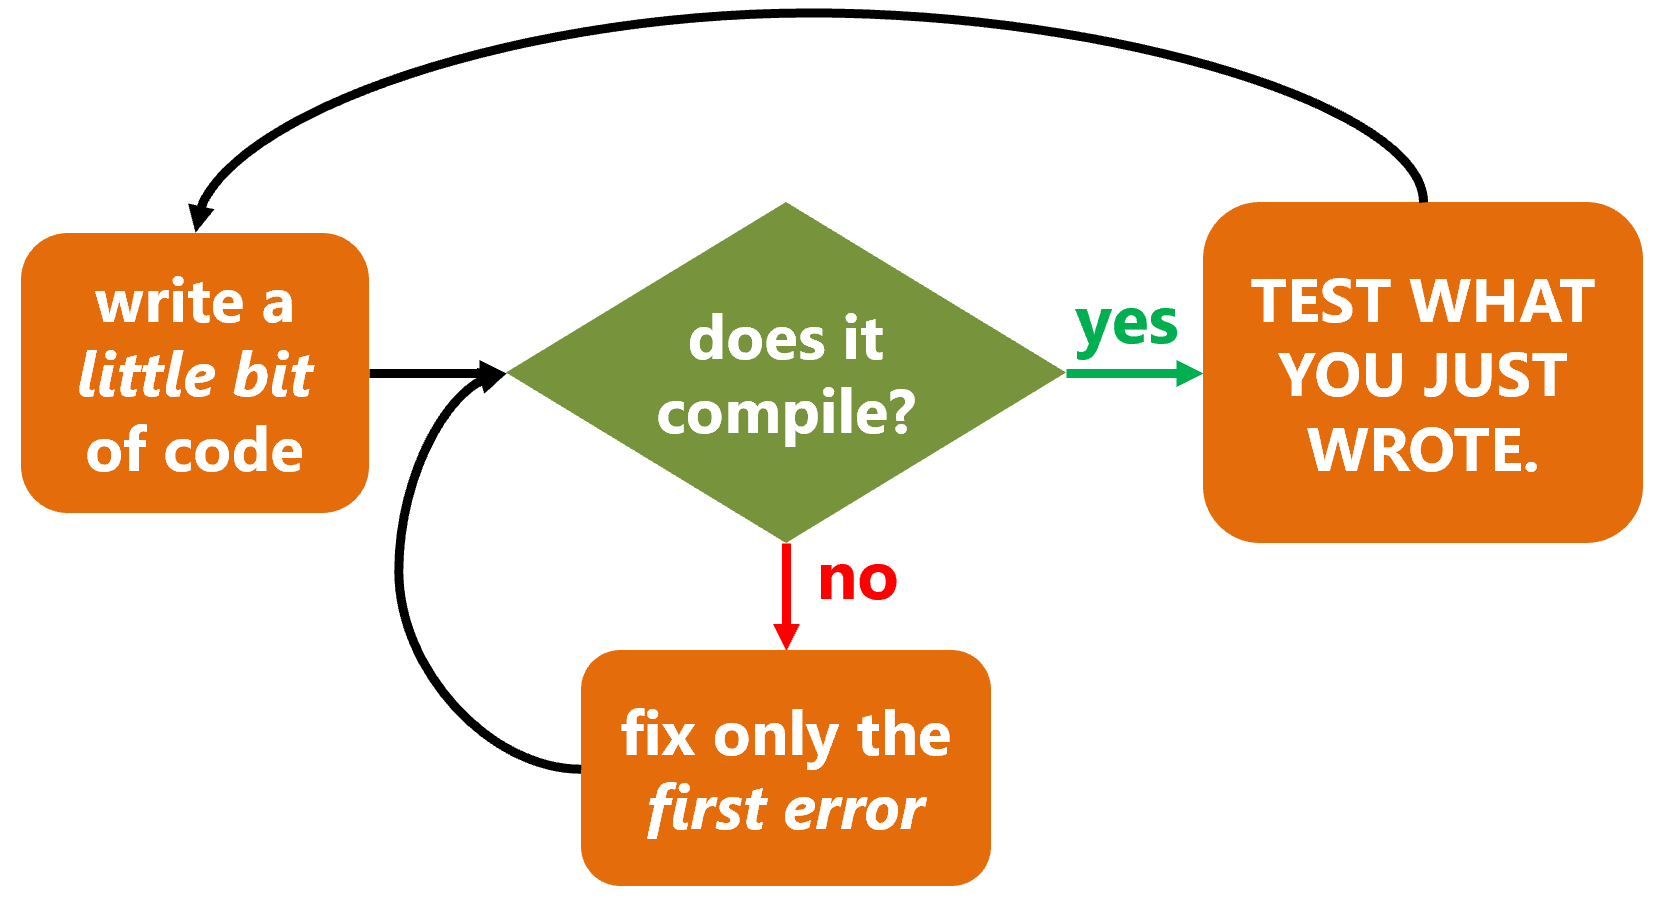 write a
little bit
of code
does it
compile?
yes
TEST WHAT
YOU JUST
WROTE.
no
fix only the
first error